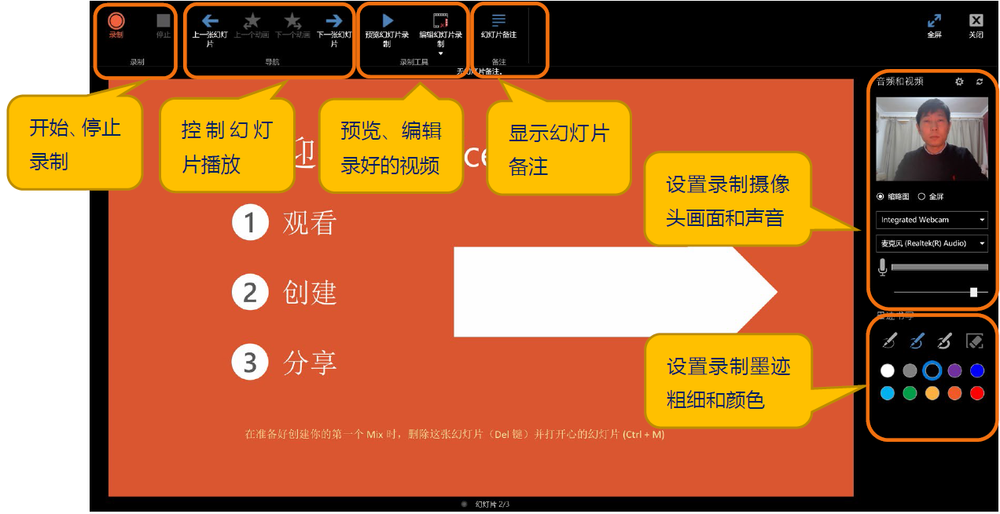 录制
停止
录制
上一张幻灯
片
上一个动画
下一个动画
下一张幻灯
片
导航
预览幻灯片录
制
编辑幻灯片录
制
录制工具
幻灯片备注
备注
全屏
关闭
无幻灯片备注。
开始、停止
录制
控制幻灯
片播放
预览、编辑
录好的视频
显示幻灯片
备注
迎
ce
1 观看
2 创建
3 分享
在准备好创建你的第一个 Mix 时，删除这张幻灯片（Del 键）并打开心的幻灯片 (Ctrl + M)
幻灯片 2/3
设置录制摄像
头画面和声音
设置录制墨迹
粗细和颜色
音频和视频
缩略图 全屏
Integrated Webcam
麦克风 (Realtek(R) Audio)
墨迹书写